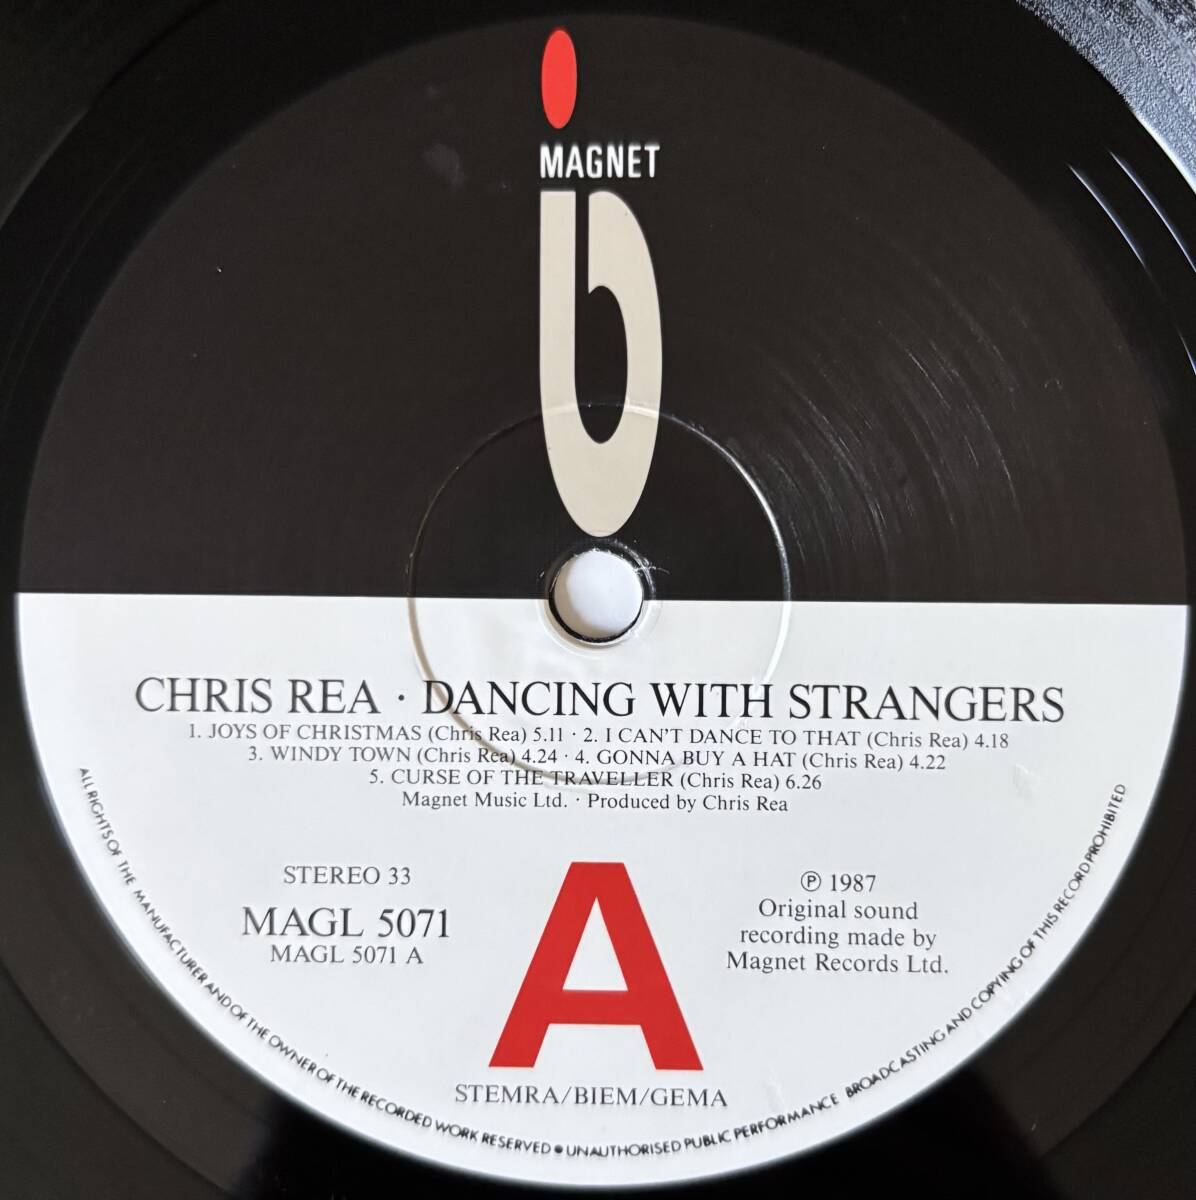 MAGNET
CHRIS REA · DANCING WITH STRANGERS
1. JOYS OF CHRISTMAS (Chris Rea) 5.11 · 2. I CAN'T DANCE TO THAT (Chris Rea) 4.18
3. WINDY TOWN (Chris Rea) 4.24 · 4. GONNA BUY A HAT (Chris Rea) 4.22
5. CURSE OF THE TRAVELLER (Chris Rea) 6.26
Magnet Music Ltd. · Produced by Chris Rea
STEREO 33
MAGL 5071
MAGL 5071 A
A
℗ 1987
Original sound
recording made by
Magnet Records Ltd.
STEMRA/BIEM/GEMA
ALL RIGHTS OF THE MANUFACTURER AND OF THE OWNER OF THE RECORDED WORK RESERVED ● UNAUTHORISED PUBLIC PERFORMANCE BROADCASTING AND COPYING OF THIS RECORD PROHIBITED